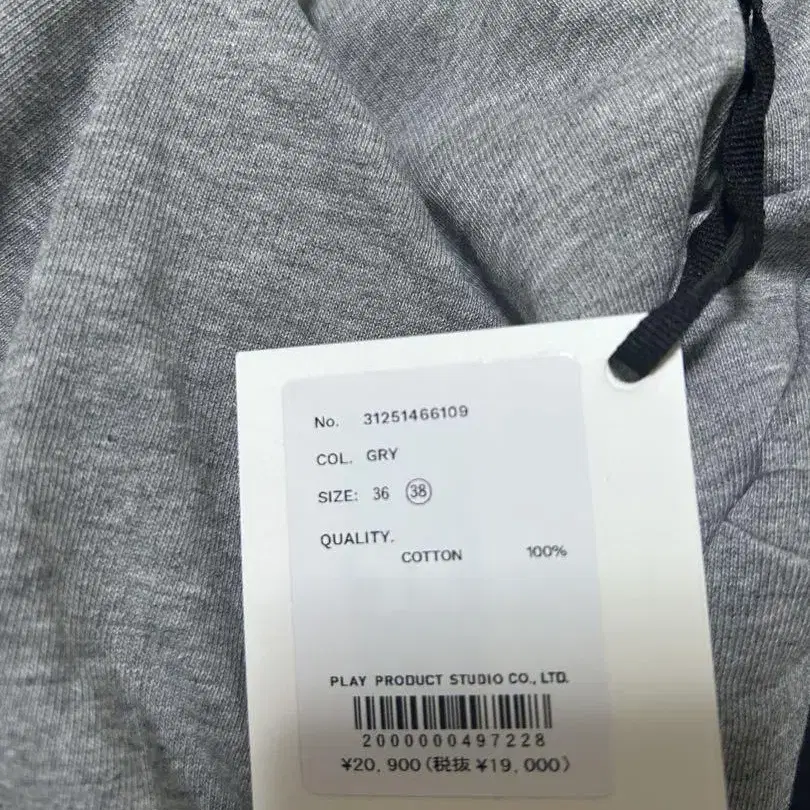 No. 31251466109
COL. GRY
SIZE: 36 38
QUALITY.
COTTON 100%
PLAY PRODUCT STUDIO CO., LTD.
2000000497228
¥20,900(税抜 ¥19,000)